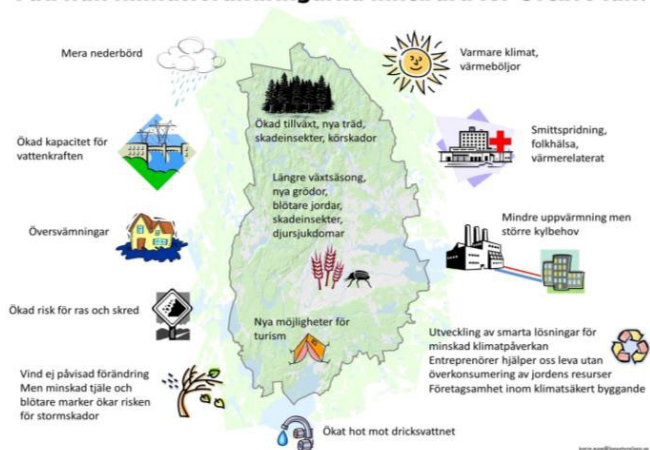 Mera nederbörd
Varmare klimat,
värmeböljor
Ökad tillväxt, nya träd,
skadeinsekter, körskador
Ökad kapacitet för
vattenkraften
Smittspridning,
folkhälsa,
värmerelaterat
Längre växtsäsong,
nya grödor,
blötare jordar,
skadeinsekter,
djursjukdomar
Översvämningar
Mindre uppvärmning men
större kylbehov
Ökad risk för ras och skred
Nya möjligheter för
turism
Utveckling av smarta lösningar för
minskad klimatpåverkan
Entreprenörer hjälper oss leva utan
överkonsumering av jordens resurser
Företagsamhet inom klimatsäkert byggande
Vind ej påvisad förändring
Men minskad tjäle och
blötare marker ökar risken
för stormskador
Ökat hot mot dricksvattnet